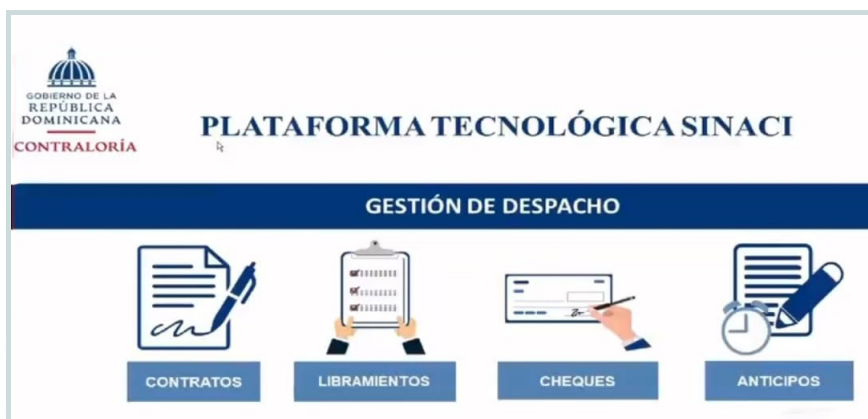 GOBIERNO DE LA
REPÚBLICA
DOMINICANA
CONTRALORÍA
PLATAFORMA TECNOLÓGICA SINACI
GESTIÓN DE DESPACHO
CONTRATOS
LIBRAMIENTOS
CHEQUES
ANTICIPOS